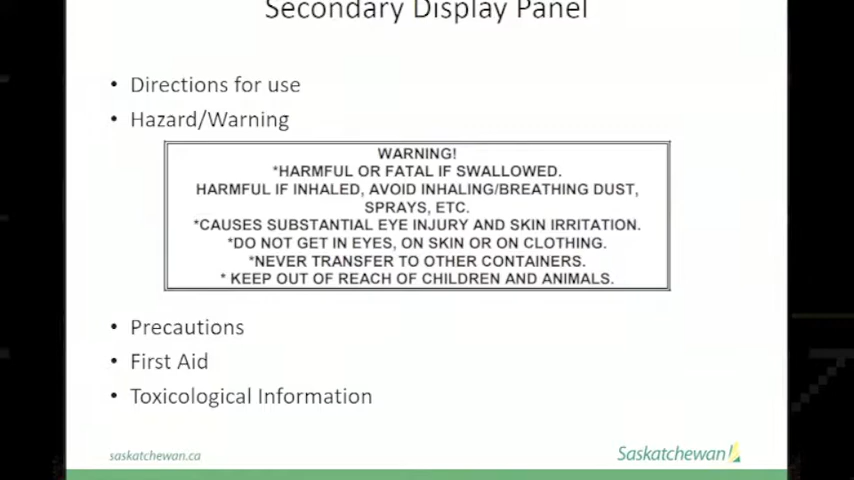 Secondary Display Panel
• Directions for use
• Hazard/Warning
WARNING!
*HARMFUL OR FATAL IF SWALLOWED.
HARMFUL IF INHALED, AVOID INHALING/BREATHING DUST,
SPRAYS, ETC.
*CAUSES SUBSTANTIAL EYE INJURY AND SKIN IRRITATION.
*DO NOT GET IN EYES, ON SKIN OR ON CLOTHING.
*NEVER TRANSFER TO OTHER CONTAINERS.
* KEEP OUT OF REACH OF CHILDREN AND ANIMALS.
• Precautions
• First Aid
• Toxicological Information
saskatchewan.ca
Saskatchewan